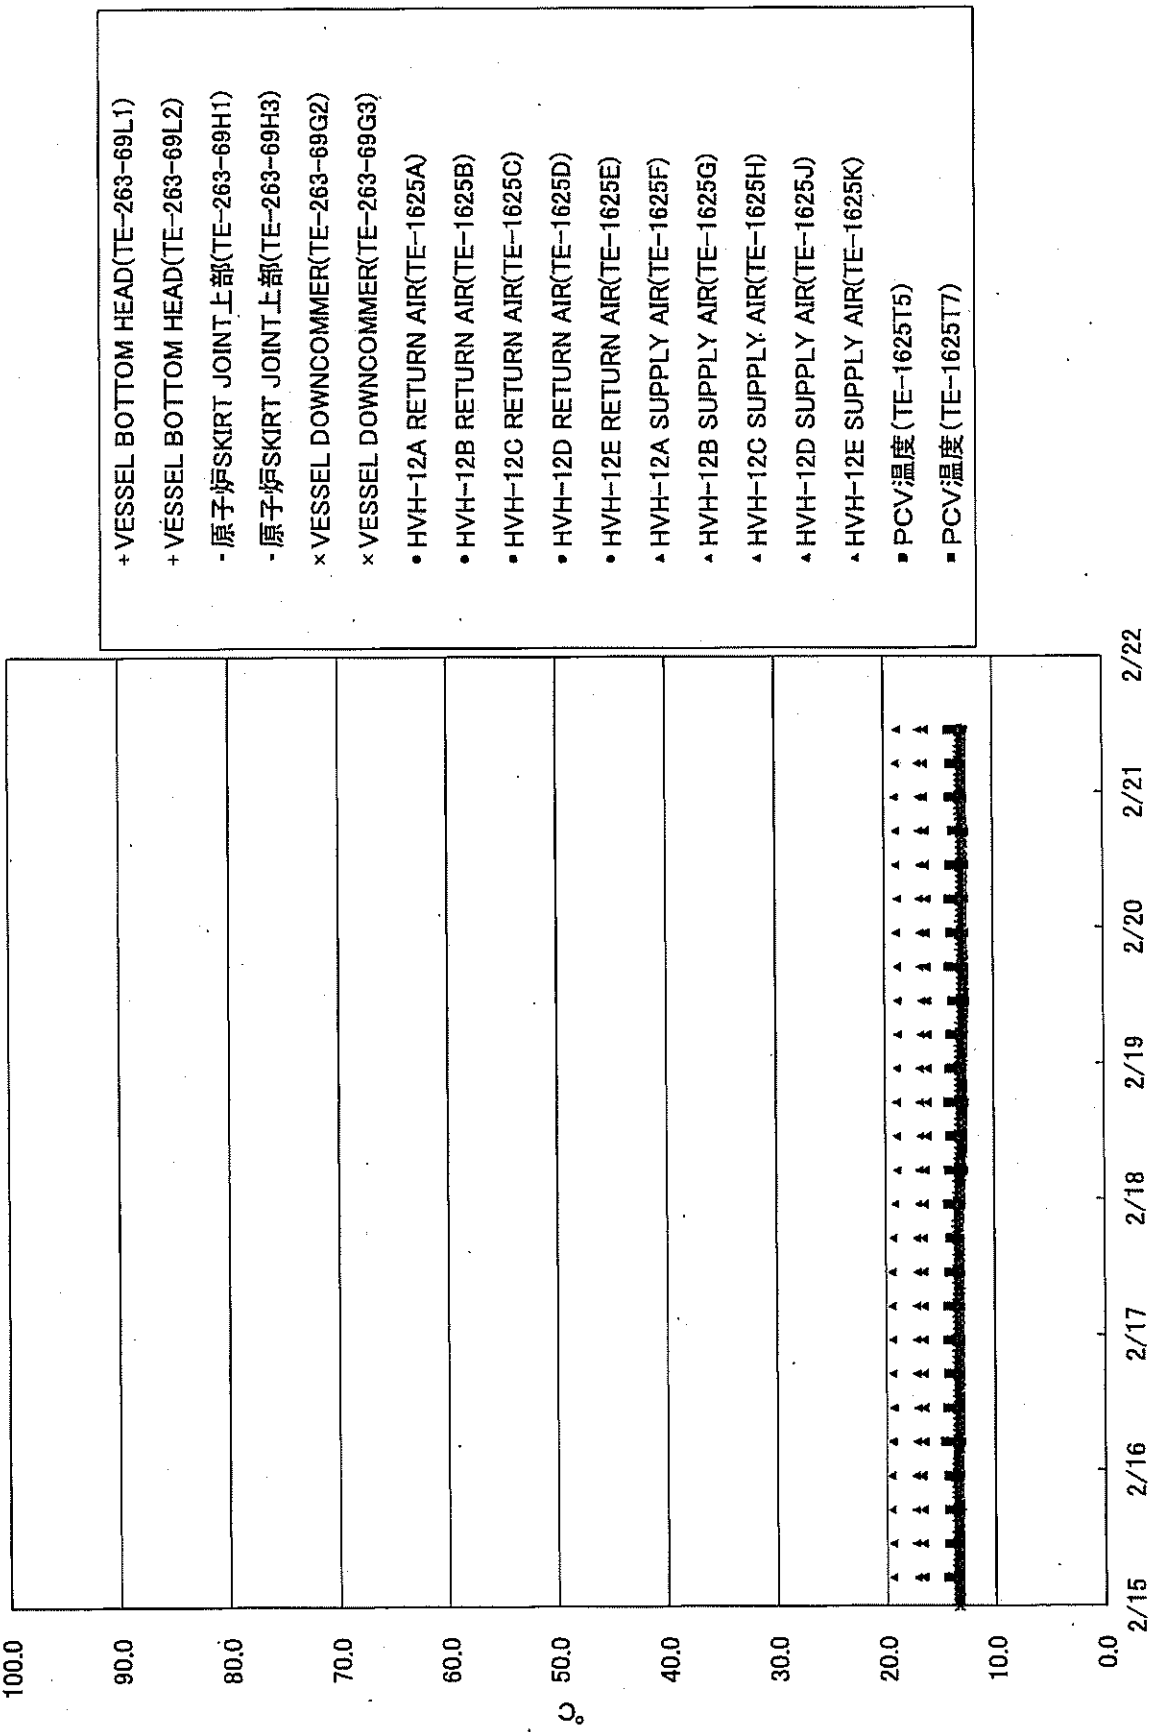 100.0
90.0
80.0
70.0
60.0
50.0
40.0
30.0
20.0
10.0
0.0
℃
2/15
2/16
2/17
2/18
2/19
2/20
2/21
2/22
+ VESSEL BOTTOM HEAD(TE-263-69L1)
+ VESSEL BOTTOM HEAD(TE-263-69L2)
- 原子炉SKIRT JOINT上部(TE-263-69H1)
- 原子炉SKIRT JOINT上部(TE-263-69H3)
× VESSEL DOWNCOMMER(TE-263-69G2)
× VESSEL DOWNCOMMER(TE-263-69G3)
● HVH-12A RETURN AIR(TE-1625A)
● HVH-12B RETURN AIR(TE-1625B)
● HVH-12C RETURN AIR(TE-1625C)
● HVH-12D RETURN AIR(TE-1625D)
● HVH-12E RETURN AIR(TE-1625E)
▲ HVH-12A SUPPLY AIR(TE-1625F)
▲ HVH-12B SUPPLY AIR(TE-1625G)
▲ HVH-12C SUPPLY AIR(TE-1625H)
▲ HVH-12D SUPPLY AIR(TE-1625J)
▲ HVH-12E SUPPLY AIR(TE-1625K)
■ PCV温度(TE-1625T5)
■ PCV温度(TE-1625T7)